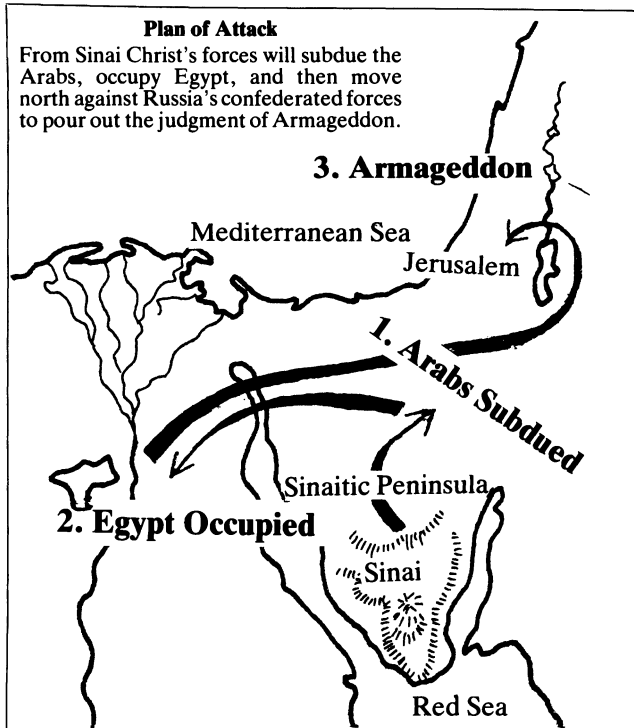 Plan of Attack
From Sinai Christ's forces will subdue the
Arabs, occupy Egypt, and then move
north against Russia's confederated forces
to pour out the judgment of Armageddon.
3. Armageddon
Mediterranean Sea
Jerusalem
1. Arabs Subdued
Sinaitic Peninsula
2. Egypt Occupied
Sinai
Red Sea